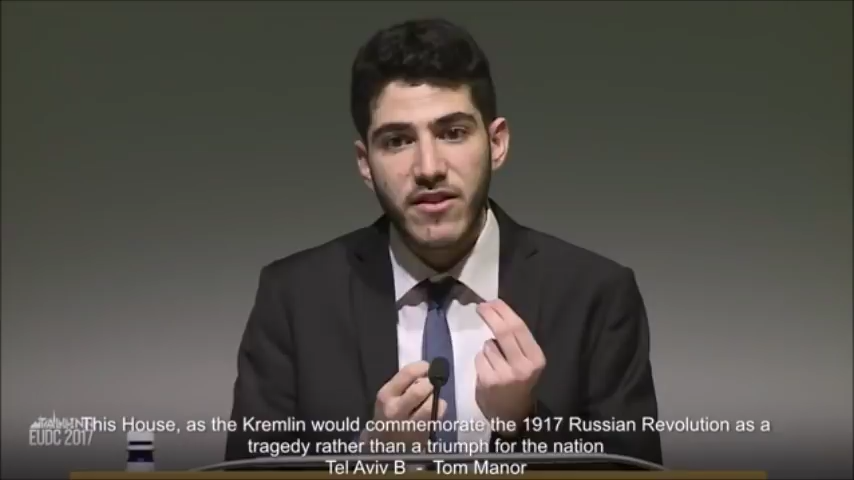 This House, as the Kremlin would commemorate the 1917 Russian Revolution as a
tragedy rather than a triumph for the nation
EUDC 2017
Tel Aviv B - Tom Manor